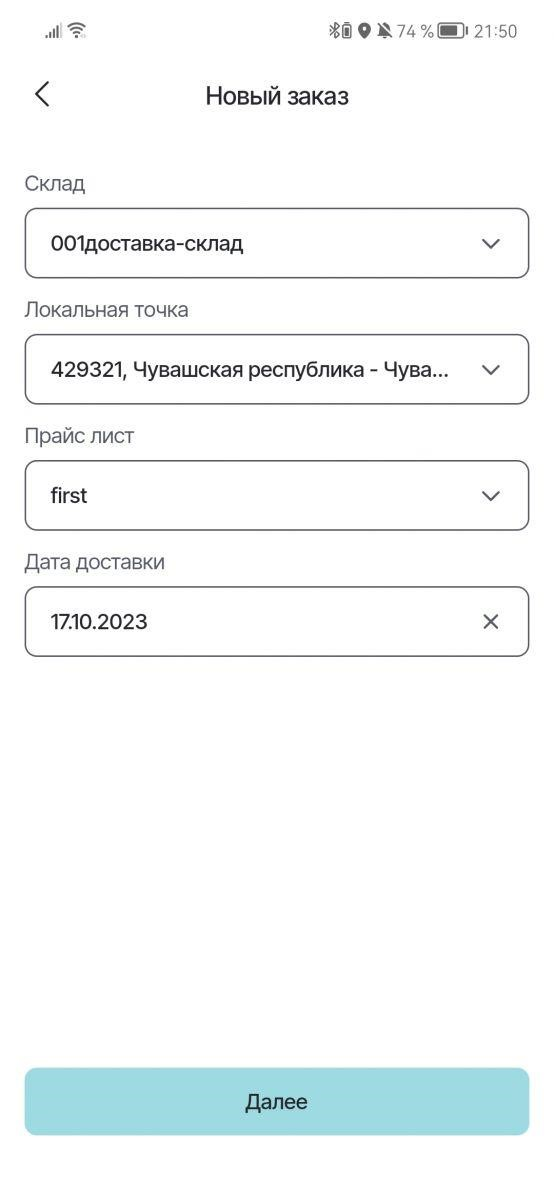 74 % 21:50
Новый заказ
Склад
001доставка-склад
Локальная точка
429321, Чувашская республика - Чува...
Прайс лист
first
Дата доставки
17.10.2023
Далее